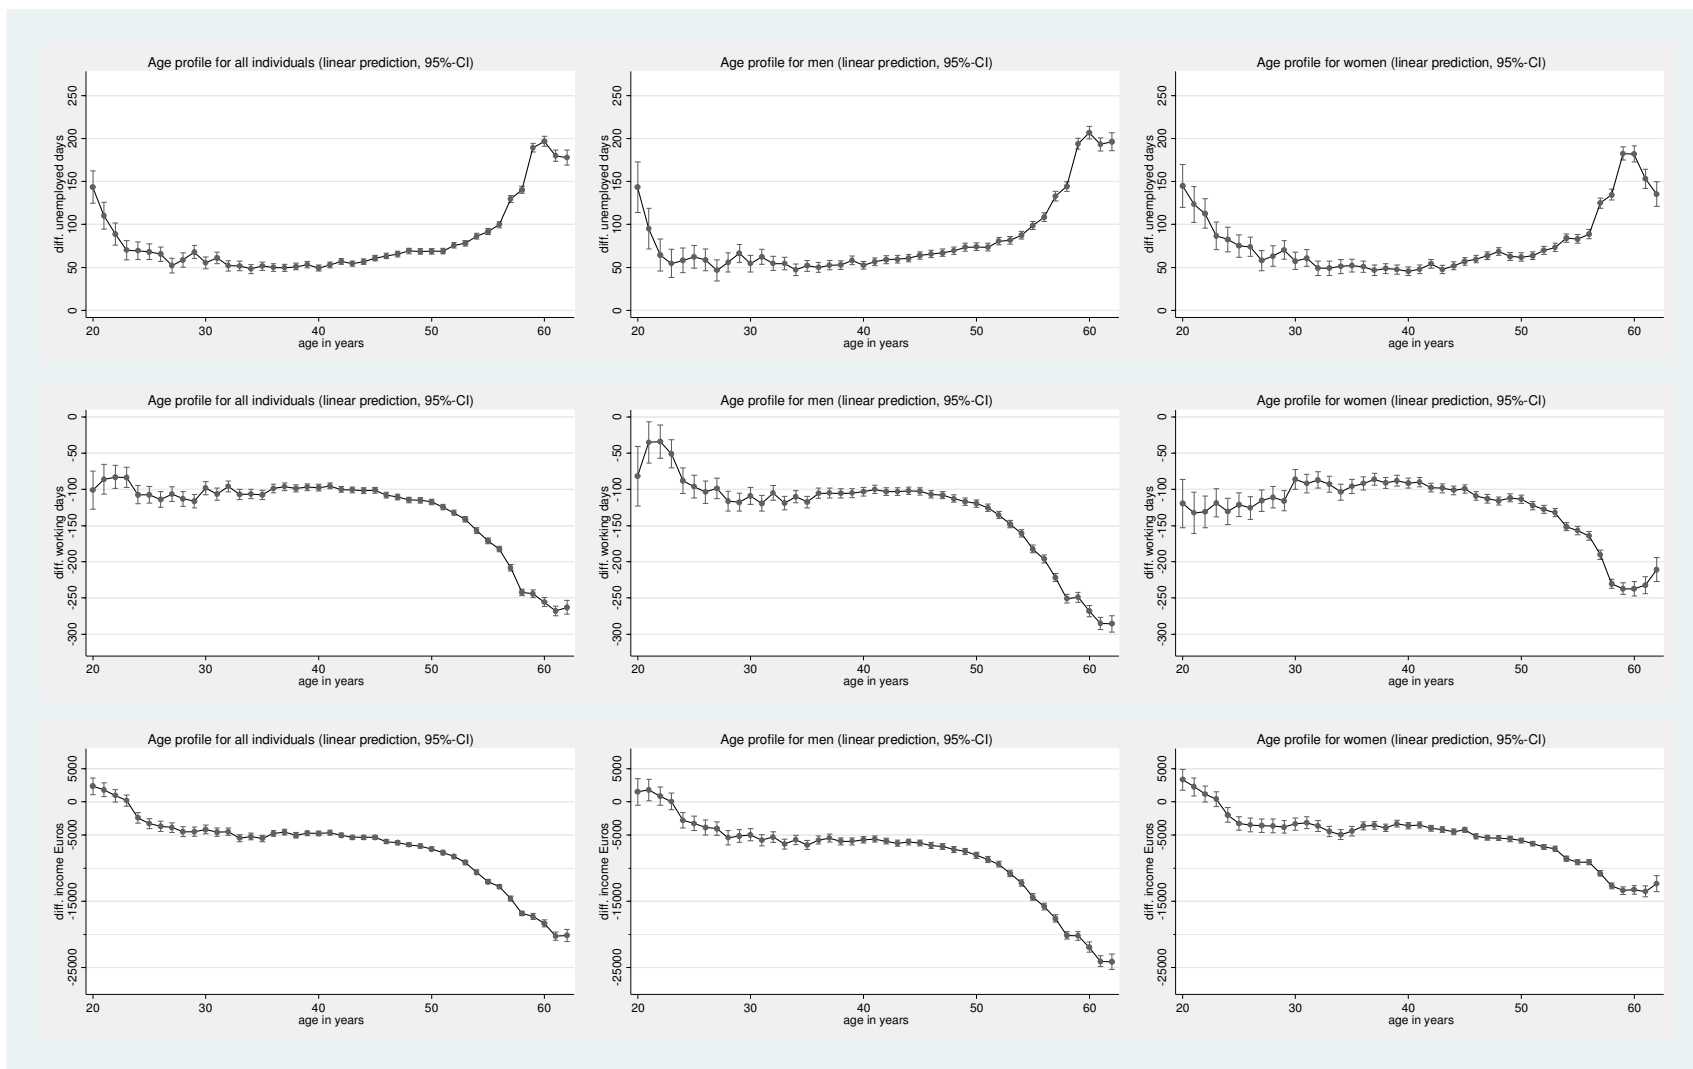 Age profile for all individuals (linear prediction, 95%-CI)
diff. unemployed days
250
200
150
100
50
0
20 30 40 50 60
age in years
Age profile for men (linear prediction, 95%-CI)
diff. unemployed days
250
200
150
100
50
0
20 30 40 50 60
age in years
Age profile for women (linear prediction, 95%-CI)
diff. unemployed days
250
200
150
100
50
0
20 30 40 50 60
age in years
Age profile for all individuals (linear prediction, 95%-CI)
diff. working days
0
-50
-100
-150
-200
-250
-300
20 30 40 50 60
age in years
Age profile for men (linear prediction, 95%-CI)
diff. working days
0
-50
-100
-150
-200
-250
-300
20 30 40 50 60
age in years
Age profile for women (linear prediction, 95%-CI)
diff. working days
0
-50
-100
-150
-200
-250
-300
20 30 40 50 60
age in years
Age profile for all individuals (linear prediction, 95%-CI)
diff. income Euros
5000
0
-5000
-15000
-25000
20 30 40 50 60
age in years
Age profile for men (linear prediction, 95%-CI)
diff. income Euros
5000
0
-5000
-15000
-25000
20 30 40 50 60
age in years
Age profile for women (linear prediction, 95%-CI)
diff. income Euros
5000
0
-5000
-15000
-25000
20 30 40 50 60
age in years